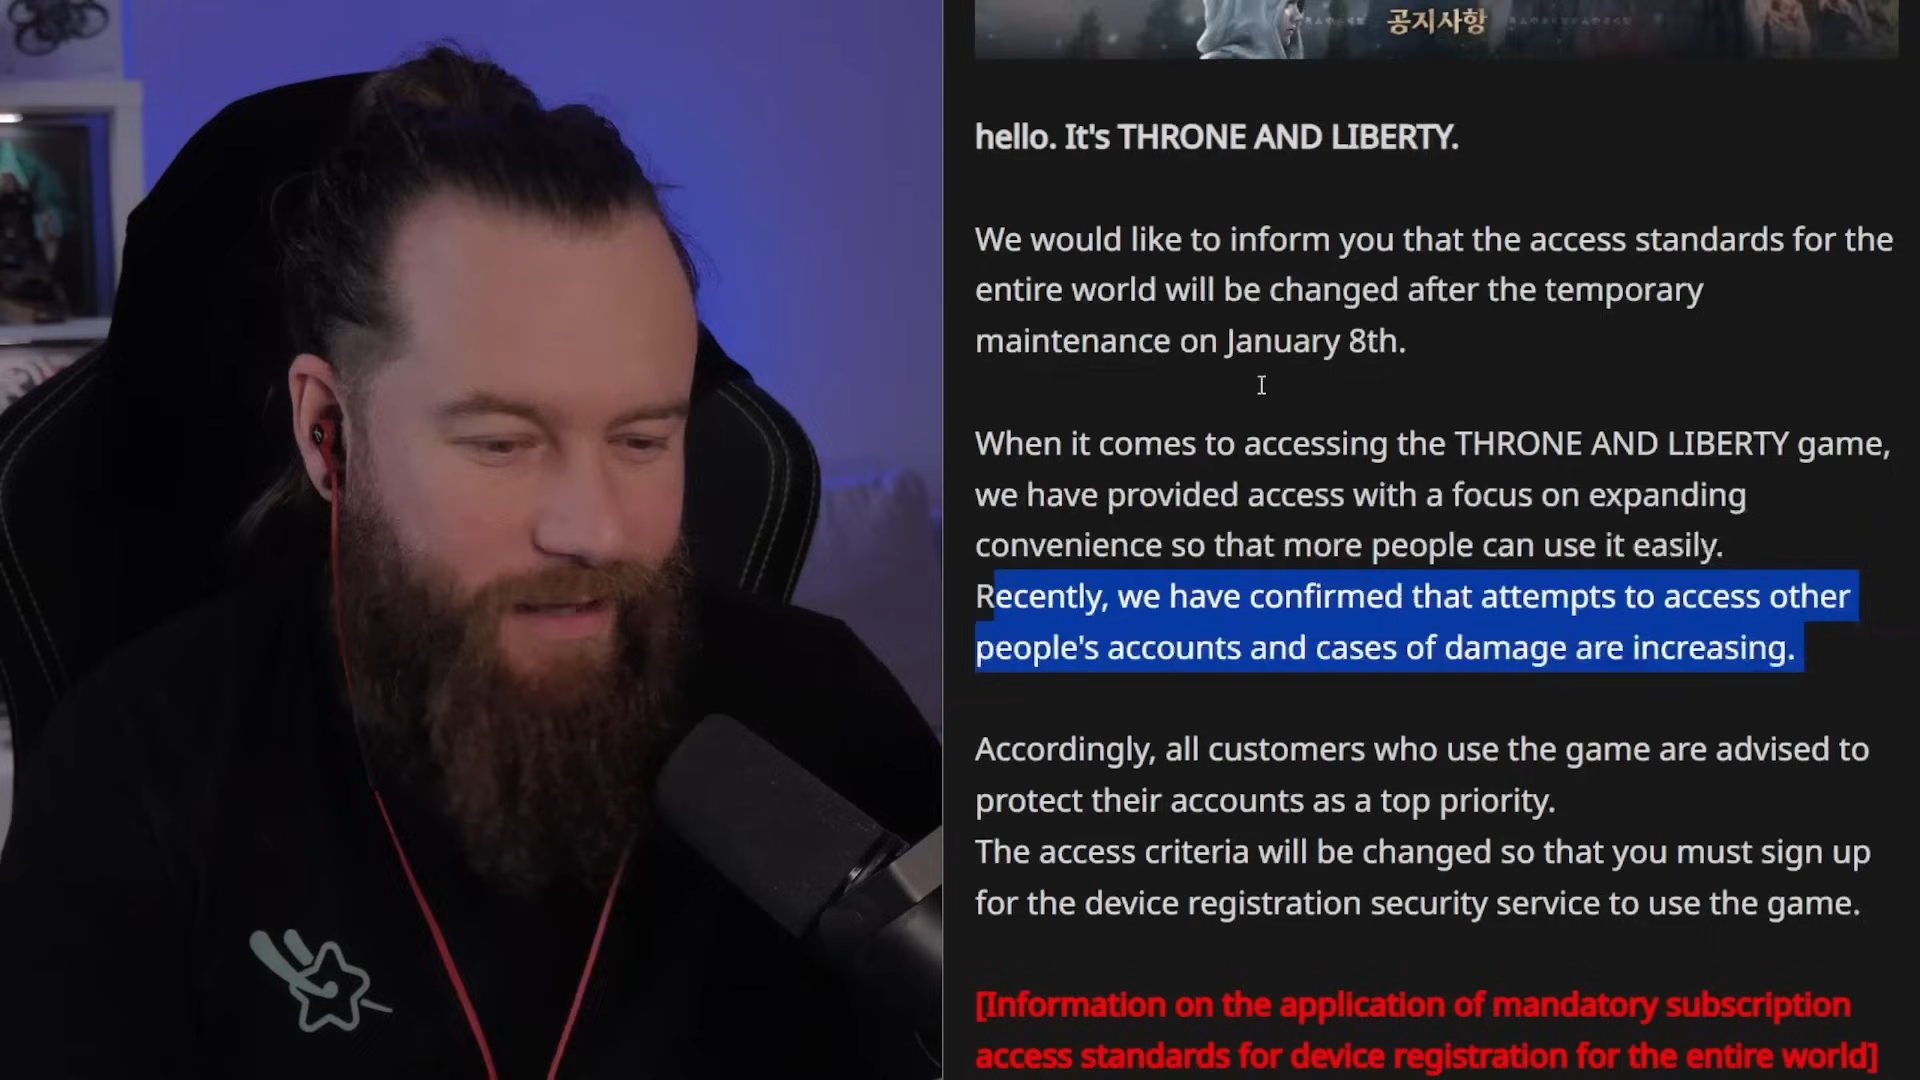 공지사항
hello. It's THRONE AND LIBERTY.
We would like to inform you that the access standards for the
entire world will be changed after the temporary
maintenance on January 8th.
When it comes to accessing the THRONE AND LIBERTY game,
we have provided access with a focus on expanding
convenience so that more people can use it easily.
Recently, we have confirmed that attempts to access other
people's accounts and cases of damage are increasing.
Accordingly, all customers who use the game are advised to
protect their accounts as a top priority.
The access criteria will be changed so that you must sign up
for the device registration security service to use the game.
[Information on the application of mandatory subscription
access standards for device registration for the entire world]